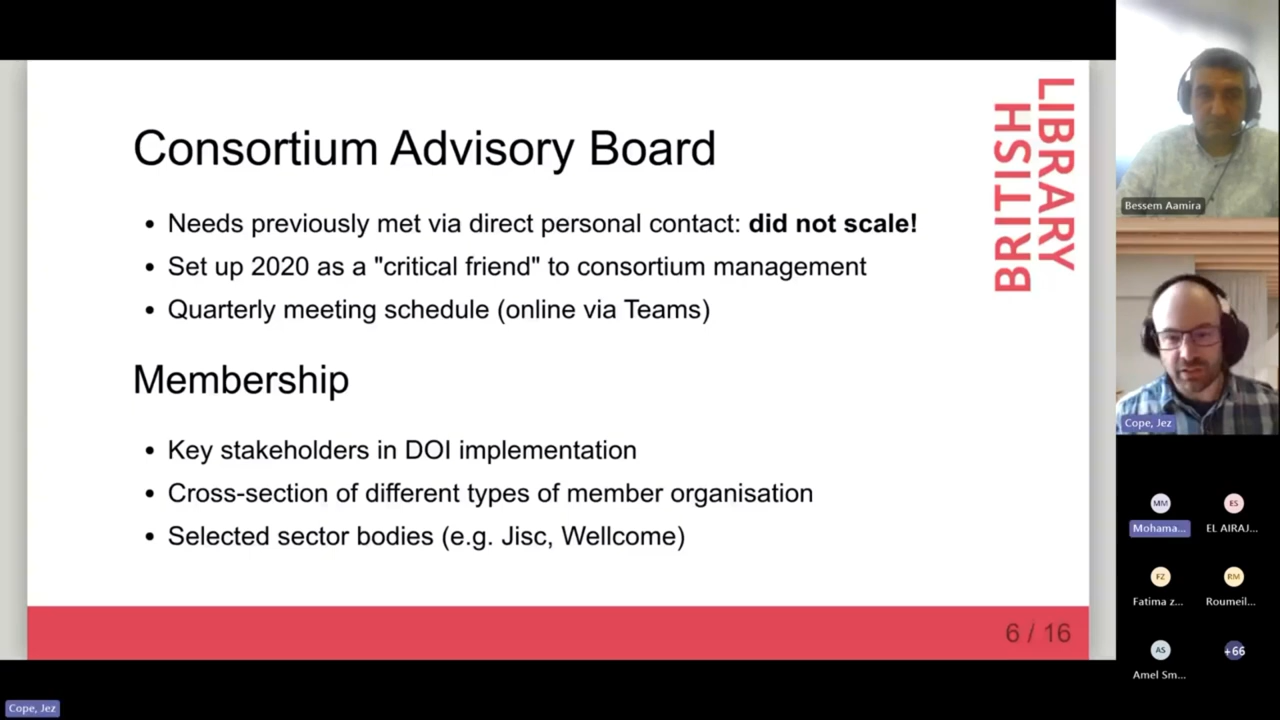 Consortium Advisory Board
• Needs previously met via direct personal contact: did not scale!
• Set up 2020 as a "critical friend" to consortium management
• Quarterly meeting schedule (online via Teams)
Membership
• Key stakeholders in DOI implementation
• Cross-section of different types of member organisation
• Selected sector bodies (e.g. Jisc, Wellcome)
BRITISH
LIBRARY
6 / 16
Bessem Aamira
Cope, Jez
MM
Mohama...
ES
EL AIRAJ...
FZ
Fatima z...
RM
Roumeil...
AS
Amel Sm...
+66
Cope, Jez